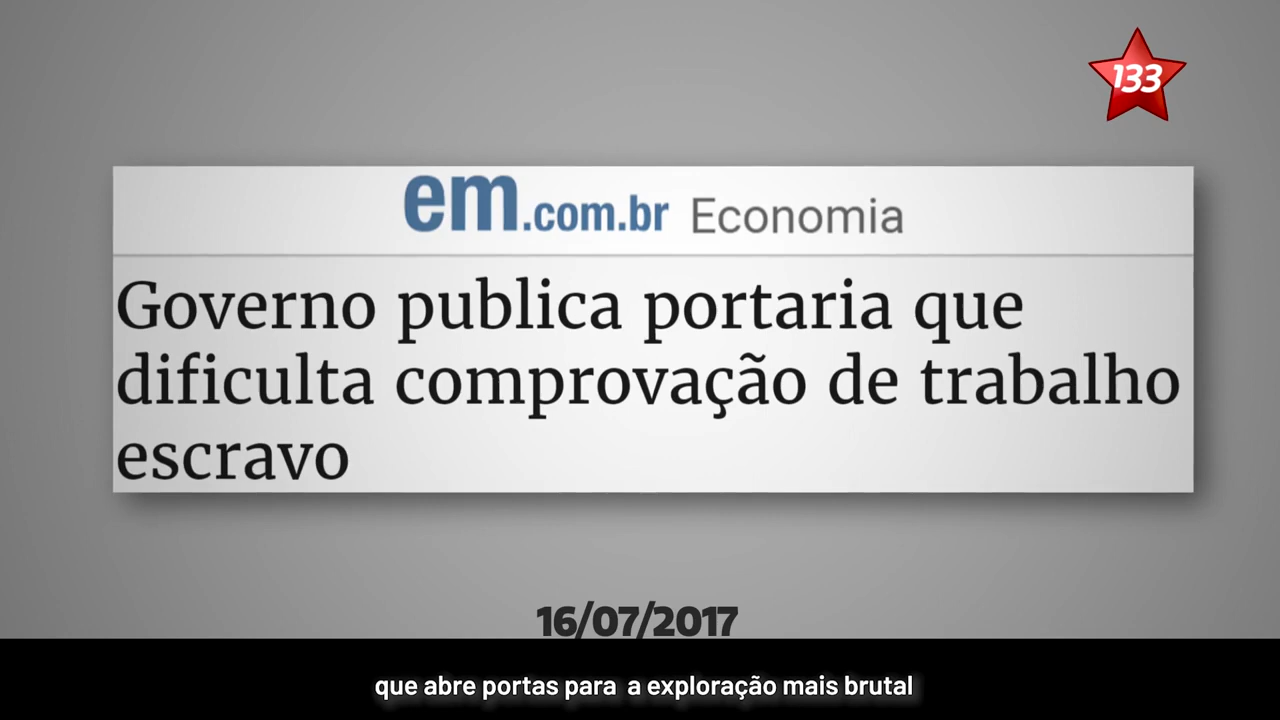 133
em.com.br Economia
Governo publica portaria que
dificulta comprovação de trabalho
escravo
16/07/2017
que abre portas para a exploração mais brutal